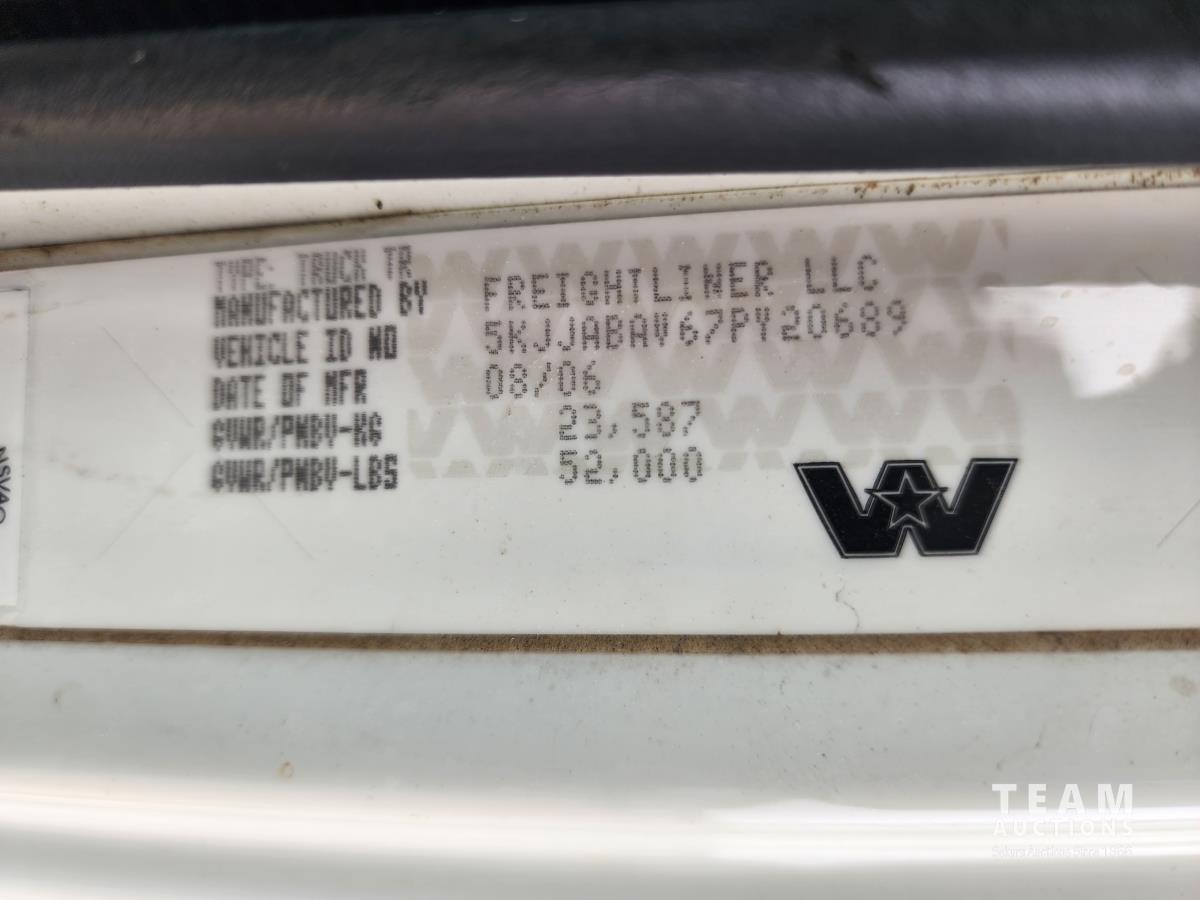 TYPE: TRUCK TR
MANUFACTURED BY FREIGHTLINER LLC
VEHICLE ID NO 5KJJABAV67PY20689
DATE OF MFR 08/06
GVWR/PNBV-KG 23,587
GVWR/PNBV-LBS 52,000
TEAM
AUCTIONS